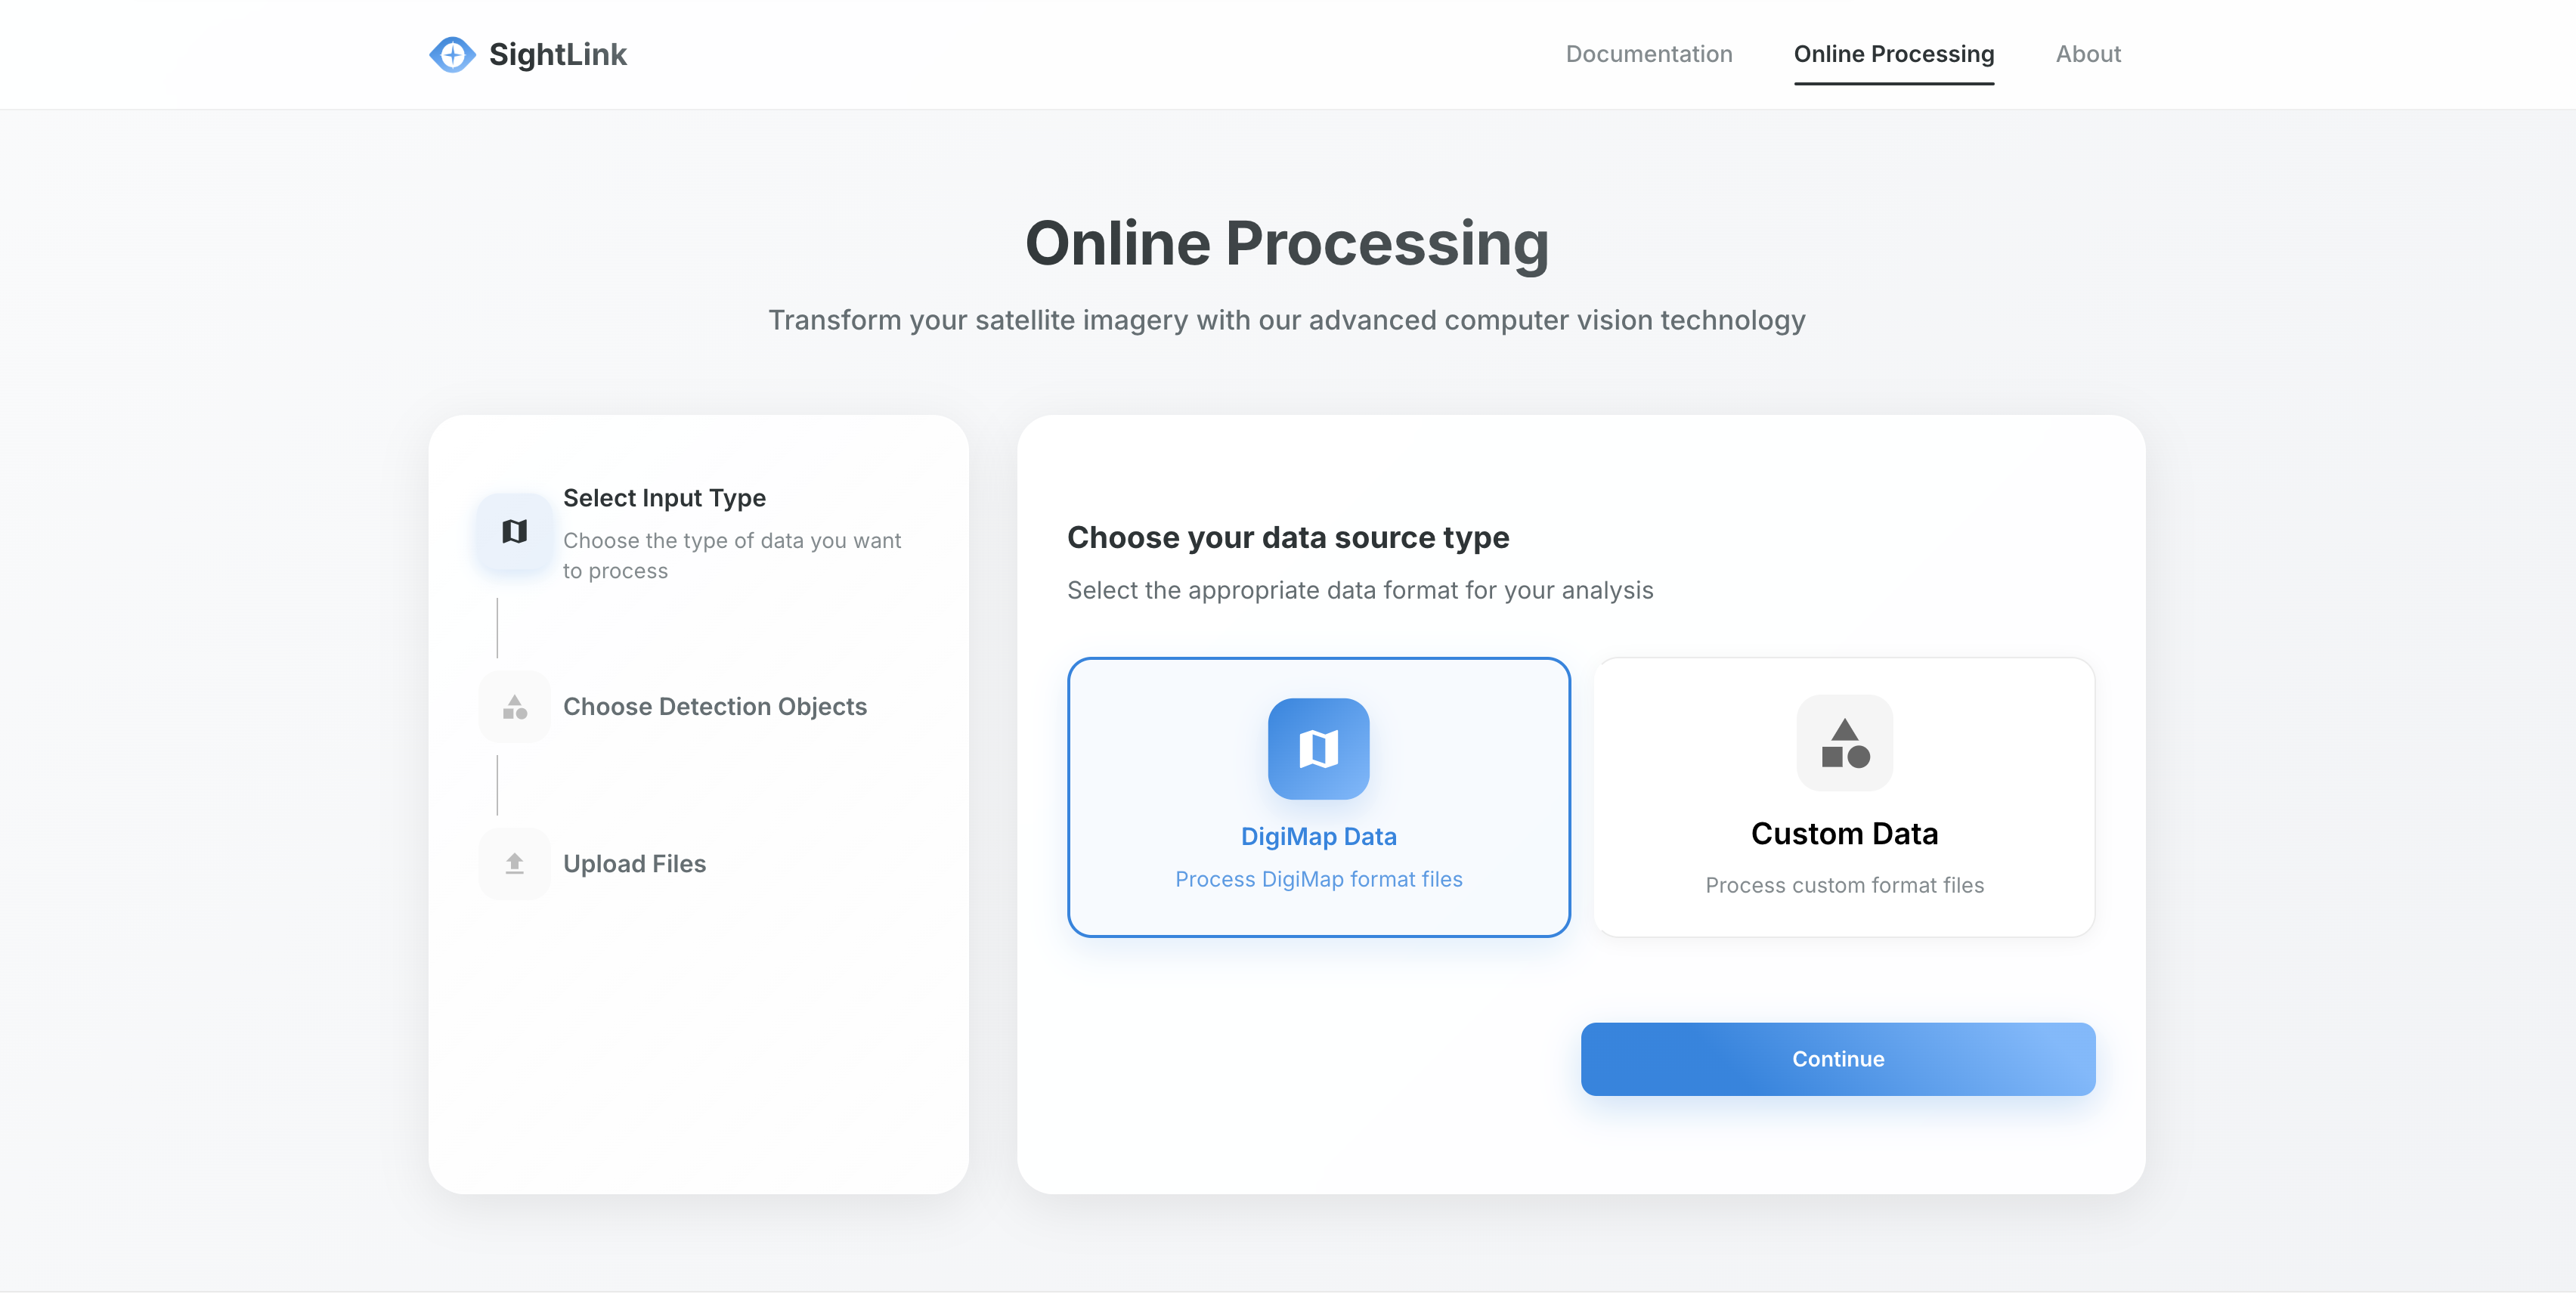 SightLink
Documentation
Online Processing
About
Online Processing
Transform your satellite imagery with our advanced computer vision technology
Select Input Type
Choose the type of data you want
to process
Choose Detection Objects
Upload Files
Choose your data source type
Select the appropriate data format for your analysis
DigiMap Data
Process DigiMap format files
Custom Data
Process custom format files
Continue